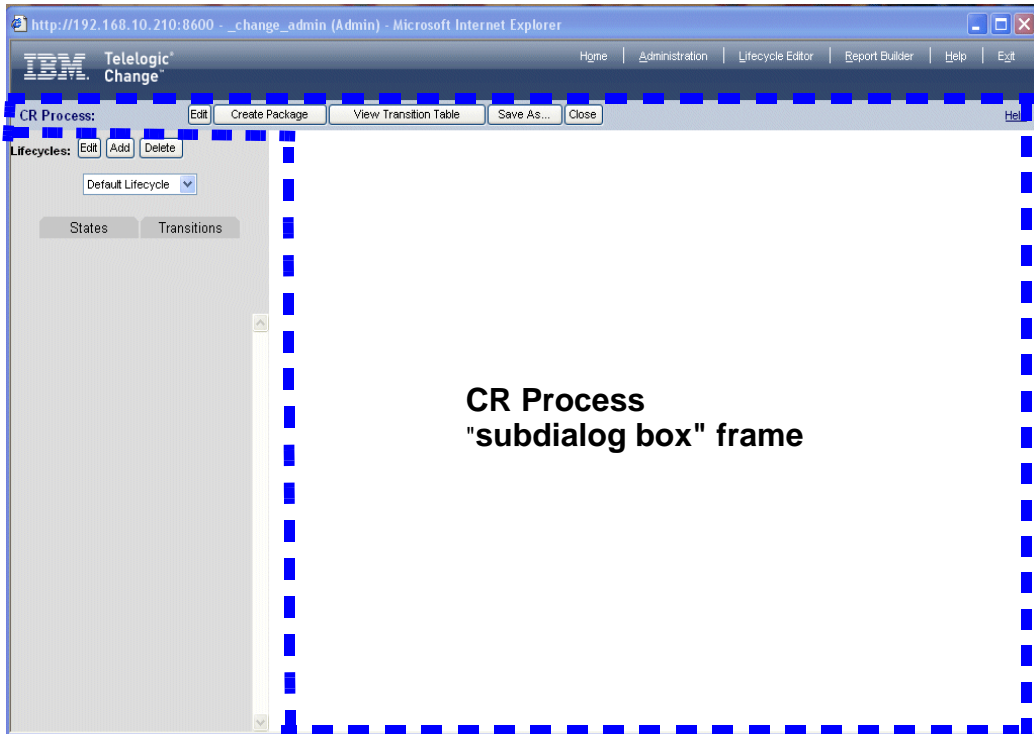 http://192.168.10.210:8600 - _change_admin (Admin) - Microsoft Internet Explorer
IBM. Telelogic® Change™
Home | Administration | Lifecycle Editor | Report Builder | Help | Exit
CR Process: Edit Create Package View Transition Table Save As... Close
Lifecycles: Edit Add Delete
Default Lifecycle
States Transitions
CR Process
"subdialog box" frame